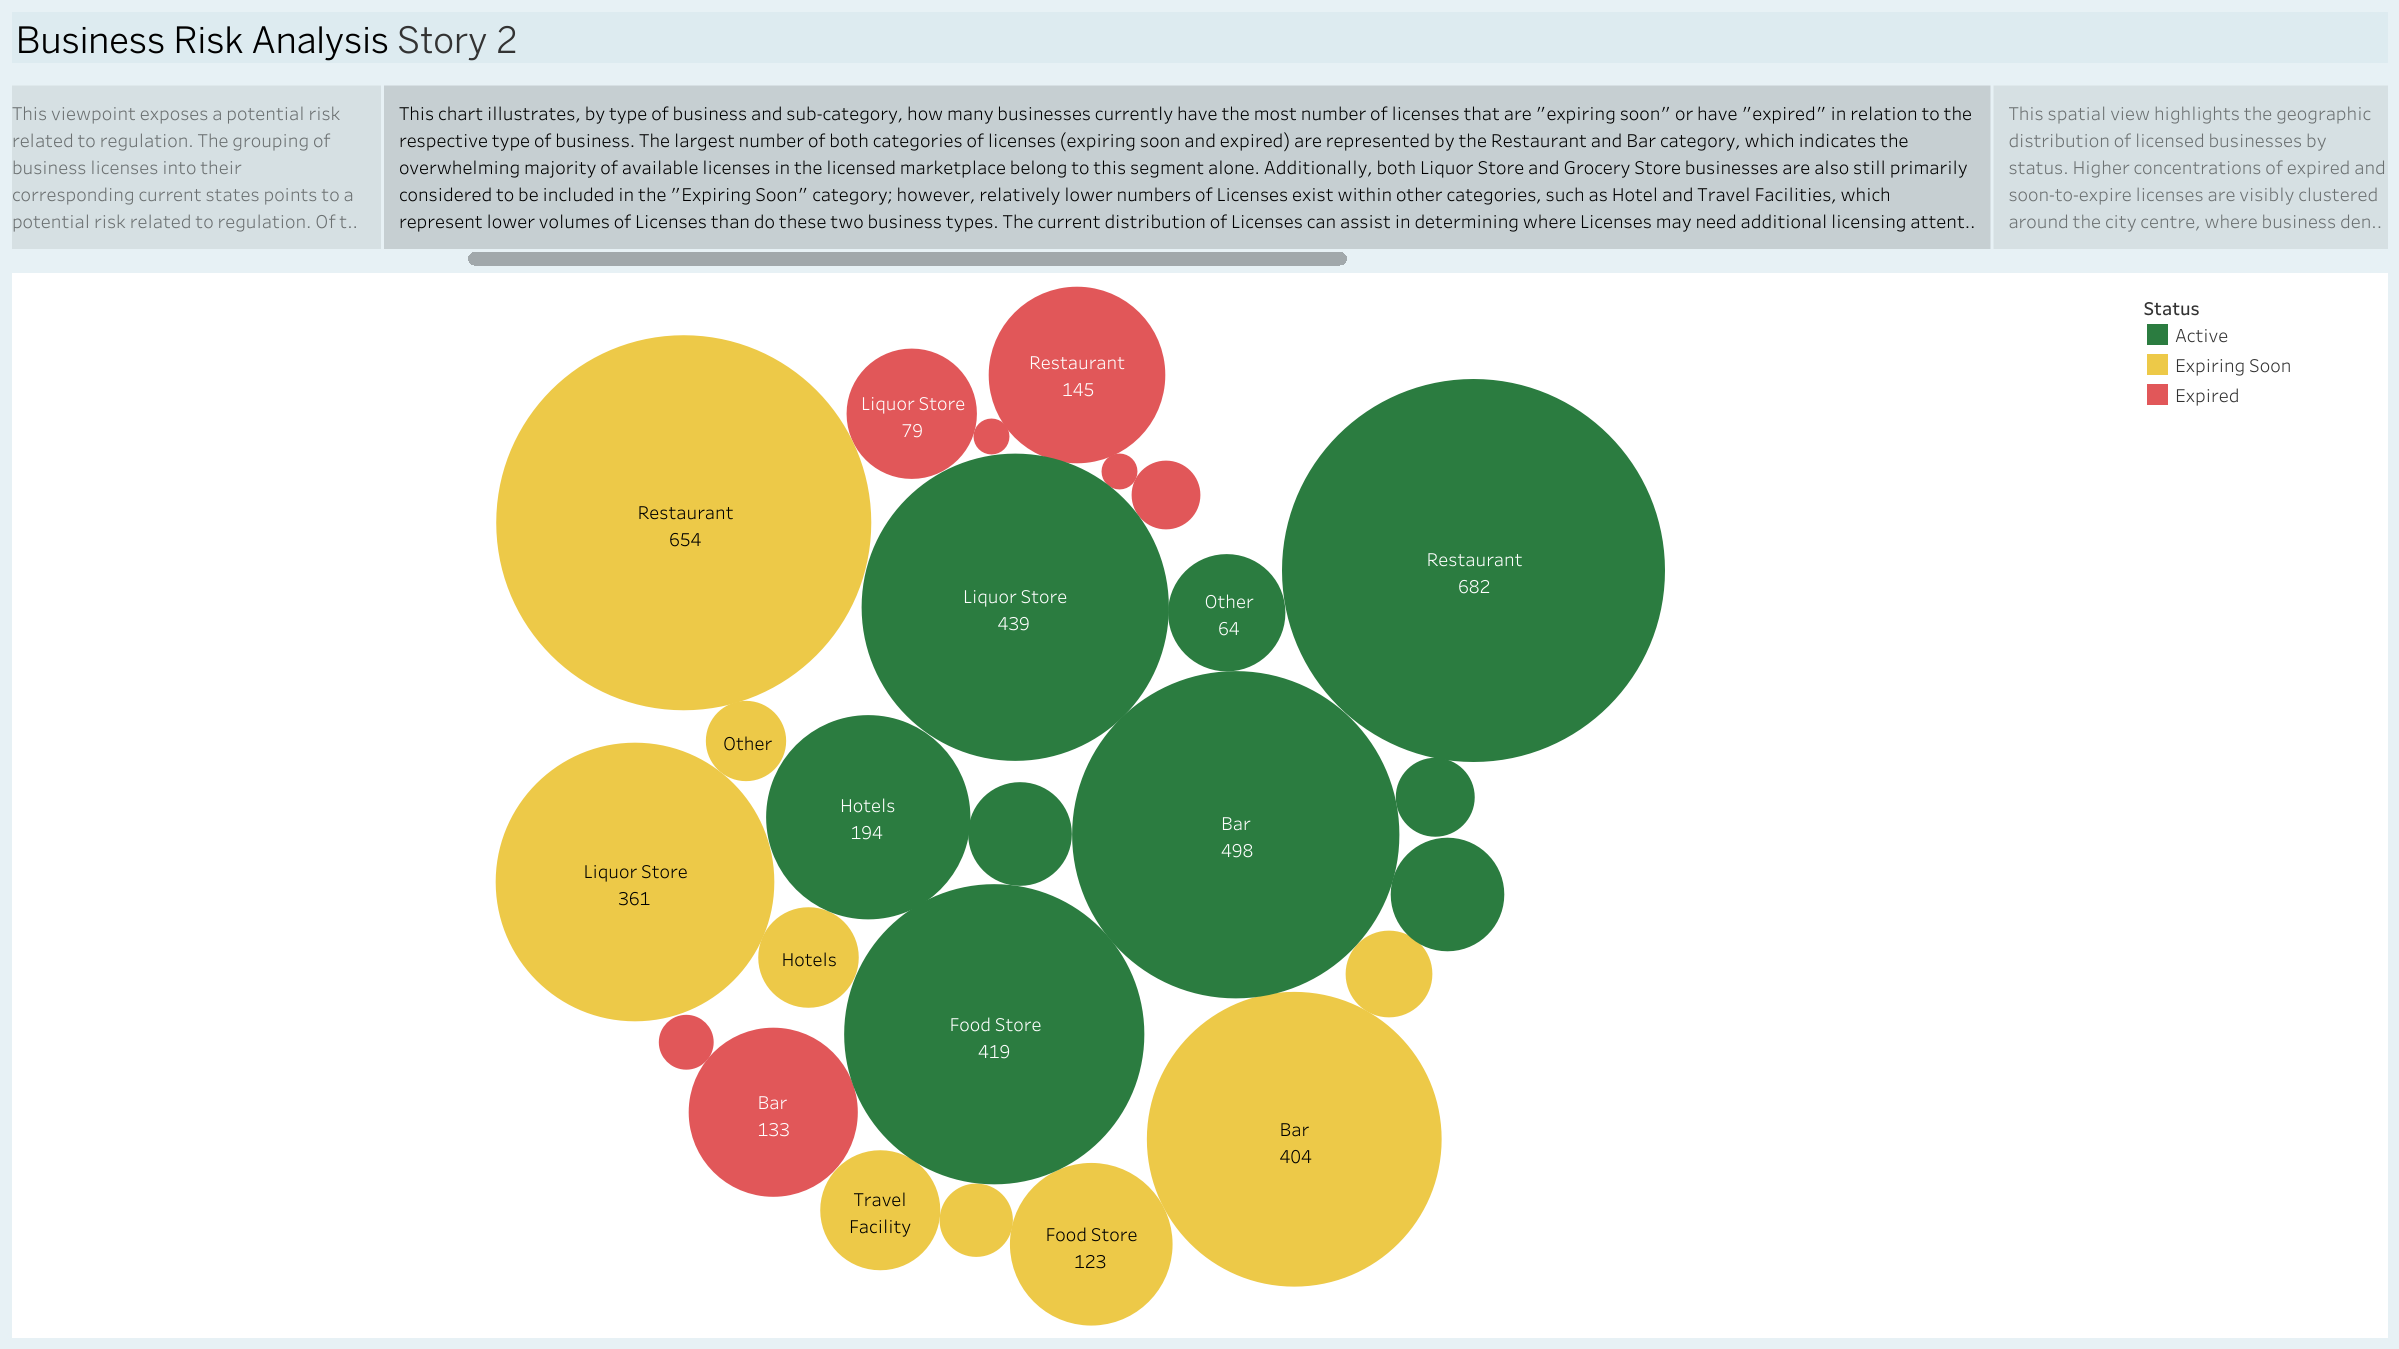 Business Risk Analysis Story 2
This viewpoint exposes a potential risk
related to regulation. The grouping of
business licenses into their
corresponding current states points to a
potential risk related to regulation. Of t..
This chart illustrates, by type of business and sub-category, how many businesses currently have the most number of licenses that are "expiring soon" or have "expired" in relation to the
respective type of business. The largest number of both categories of licenses (expiring soon and expired) are represented by the Restaurant and Bar category, which indicates the
overwhelming majority of available licenses in the licensed marketplace belong to this segment alone. Additionally, both Liquor Store and Grocery Store businesses are also still primarily
considered to be included in the "Expiring Soon" category; however, relatively lower numbers of Licenses exist within other categories, such as Hotel and Travel Facilities, which
represent lower volumes of Licenses than do these two business types. The current distribution of Licenses can assist in determining where Licenses may need additional licensing attent..
This spatial view highlights the geographic
distribution of licensed businesses by
status. Higher concentrations of expired and
soon-to-expire licenses are visibly clustered
around the city centre, where business den..
Status
Active
Expiring Soon
Expired
Restaurant
145
Liquor Store
79
Restaurant
654
Restaurant
682
Liquor Store
439
Other
64
Other
Hotels
194
Bar
498
Liquor Store
361
Hotels
Food Store
419
Bar
133
Bar
404
Travel
Facility
Food Store
123